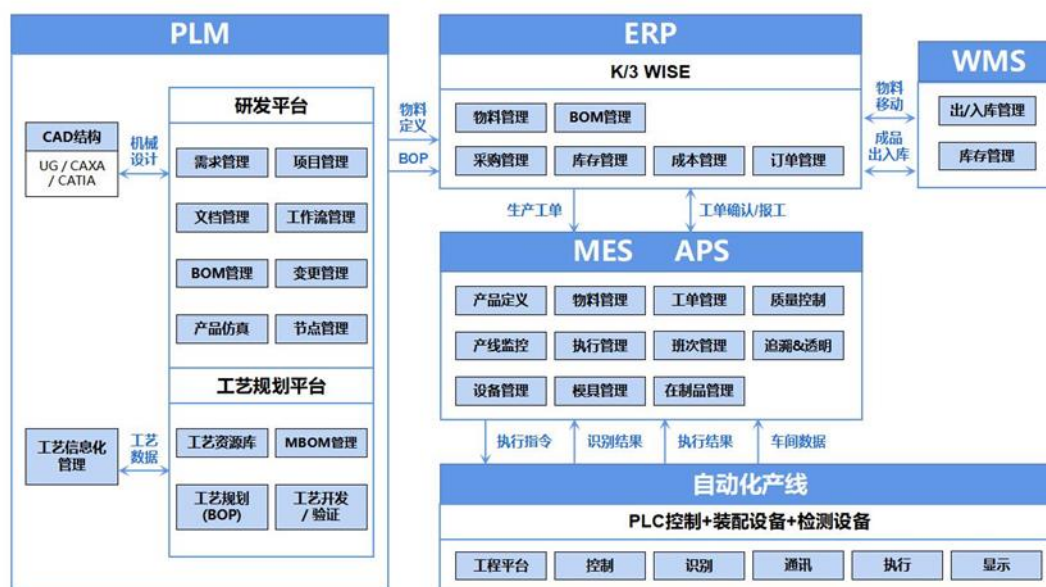 PLM
CAD结构
UG / CAXA
/ CATIA
机械
设计
研发平台
需求管理
项目管理
文档管理
工作流管理
BOM管理
变更管理
产品仿真
节点管理
工艺规划平台
工艺信息化
管理
工艺
数据
工艺资源库
MBOM管理
工艺规划
(BOP)
工艺开发
/ 验证
物料
定义
BOP
ERP
K/3 WISE
物料管理
BOM管理
采购管理
库存管理
成本管理
订单管理
物料
移动
成品
出入库
WMS
出/入库管理
库存管理
生产工单
工单确认/报工
MES APS
产品定义
物料管理
工单管理
质量控制
产线监控
执行管理
班次管理
追溯&透明
设备管理
模具管理
在制品管理
执行指令
识别结果
执行结果
车间数据
自动化产线
PLC控制+装配设备+检测设备
工程平台
控制
识别
通讯
执行
显示